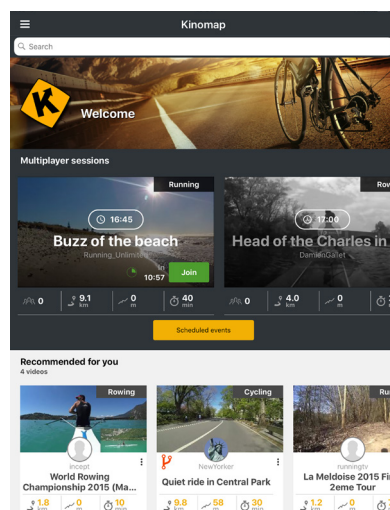 Kinomap
Search
Welcome
Multiplayer sessions
Running
16:45
Buzz of the beach
Running_Unlimited
in
10:57
Join
0
9.1 km
0 m
40 min
Row
17:00
Head of the Charles in
DamienGallet
0
4.0 km
0 m
Scheduled events
Recommended for you
4 videos
Rowing
incept
World Rowing
Championship 2015 (Ma...
1.8 km
0 m
10 min
Cycling
NewYorker
Quiet ride in Central Park
9.8 km
58 m
30 min
Ru
runningtv
La Meldoise 2015 Fi
2eme Tour
1.2 km
0 m